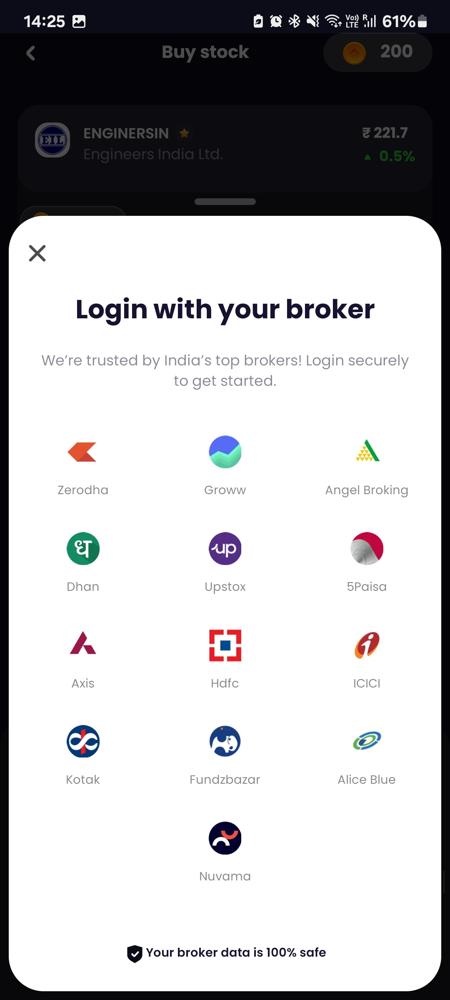 14:25
Vo)) LTE R 61%
Buy stock
200
ENGINERSIN
₹ 221.7
EIL
Engineers India Ltd.
0.5%
Login with your broker
We're trusted by India's top brokers! Login securely
to get started.
Zerodha
Groww
Angel Broking
ध
up
Dhan
Upstox
5Paisa
Axis
Hdfc
ICICI
Kotak
Fundzbazar
Alice Blue
Nuvama
Your broker data is 100% safe